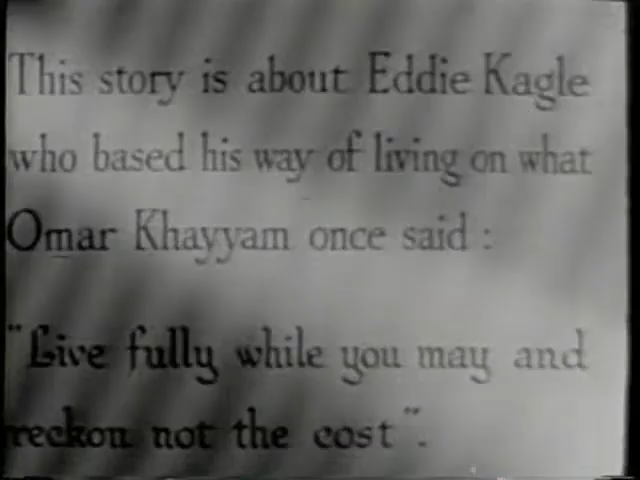 This story is about Eddie Kagle
who based his way of living on what
Omar Khayyam once said :
"Live fully while you may and
reckon not the cost".